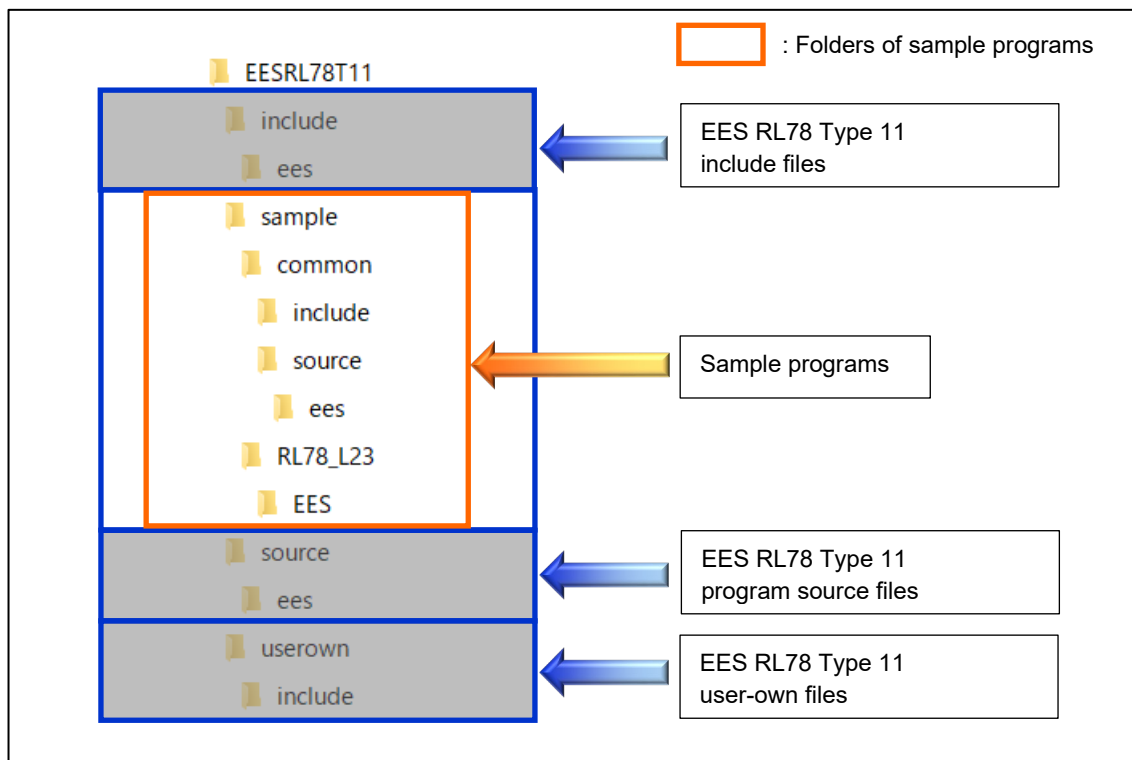 : Folders of sample programs
EESRL78T11
include
ees
EES RL78 Type 11
include files
sample
common
include
source
ees
RL78_L23
EES
Sample programs
source
ees
EES RL78 Type 11
program source files
userown
include
EES RL78 Type 11
user-own files